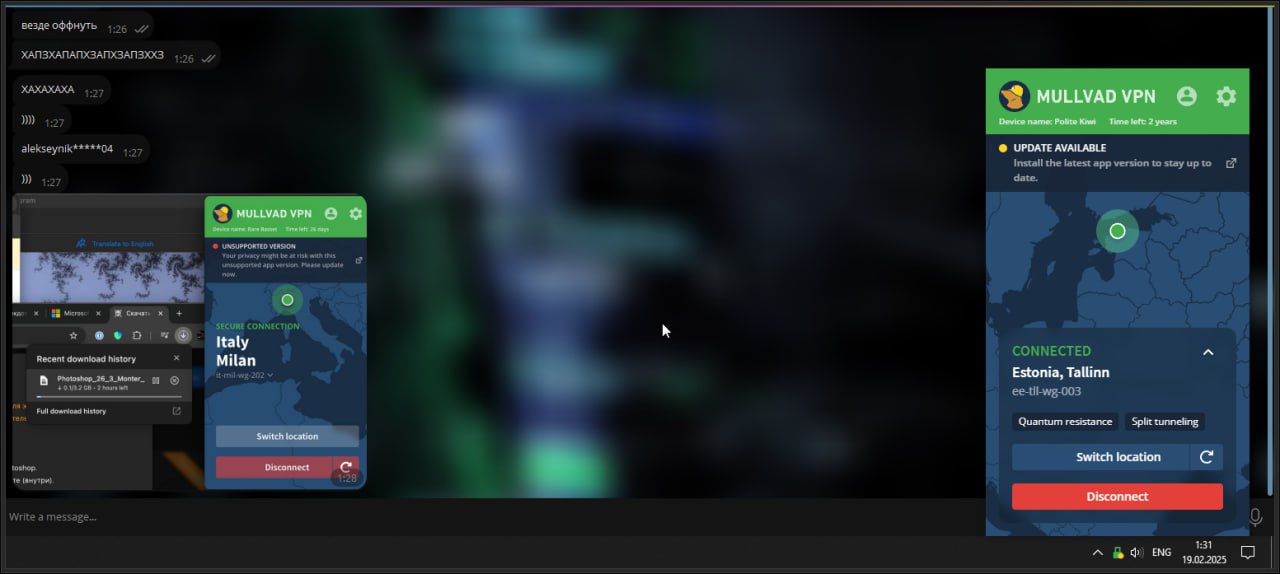 везде оффнуть 1:26
ХАПЗХАПАПХЗАПХЗАПЗХХЗ 1:26
ХАХАХАХА 1:27
)))) 1:27
alekseynik*****04 1:27
))) 1:27
Translate to English
Microsof
Скачать
Recent download history
Photoshop_26_3_Monter_
0.1/3.2 GB - 2 hours left
Full download history
toshop.
те (внутри).
MULLVAD VPN
Device name: Rare Basset Time left: 26 days
UNSUPPORTED VERSION
Your privacy might be at risk with this
unsupported app version. Please update
now.
SECURE CONNECTION
Italy
Milan
it-mil-wg-202
Switch location
Disconnect
1:28
Write a message...
MULLVAD VPN
Device name: Polite Kiwi Time left: 2 years
UPDATE AVAILABLE
Install the latest app version to stay up to
date.
CONNECTED
Estonia, Tallinn
ee-tll-wg-003
Quantum resistance Split tunneling
Switch location
Disconnect
ENG
1:31
19.02.2025